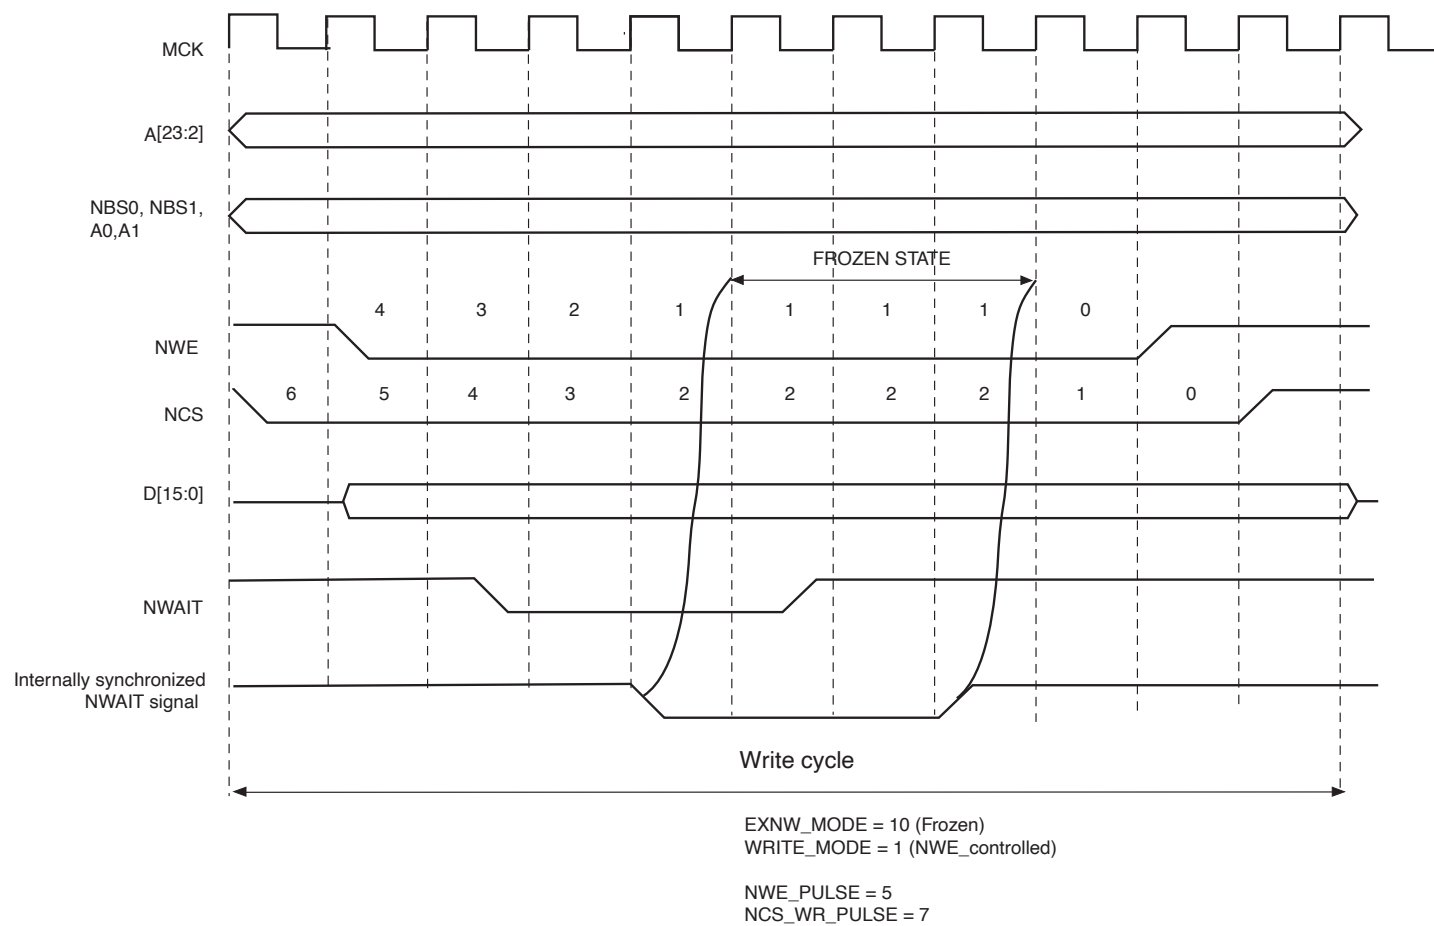 MCK
A[23:2]
NBS0, NBS1,
A0,A1
FROZEN STATE
4 3 2 1 1 1 1 0
NWE
6 5 4 3 2 2 2 2 1 0
NCS
D[15:0]
NWAIT
Internally synchronized
NWAIT signal
Write cycle
EXNW_MODE = 10 (Frozen)
WRITE_MODE = 1 (NWE_controlled)
NWE_PULSE = 5
NCS_WR_PULSE = 7